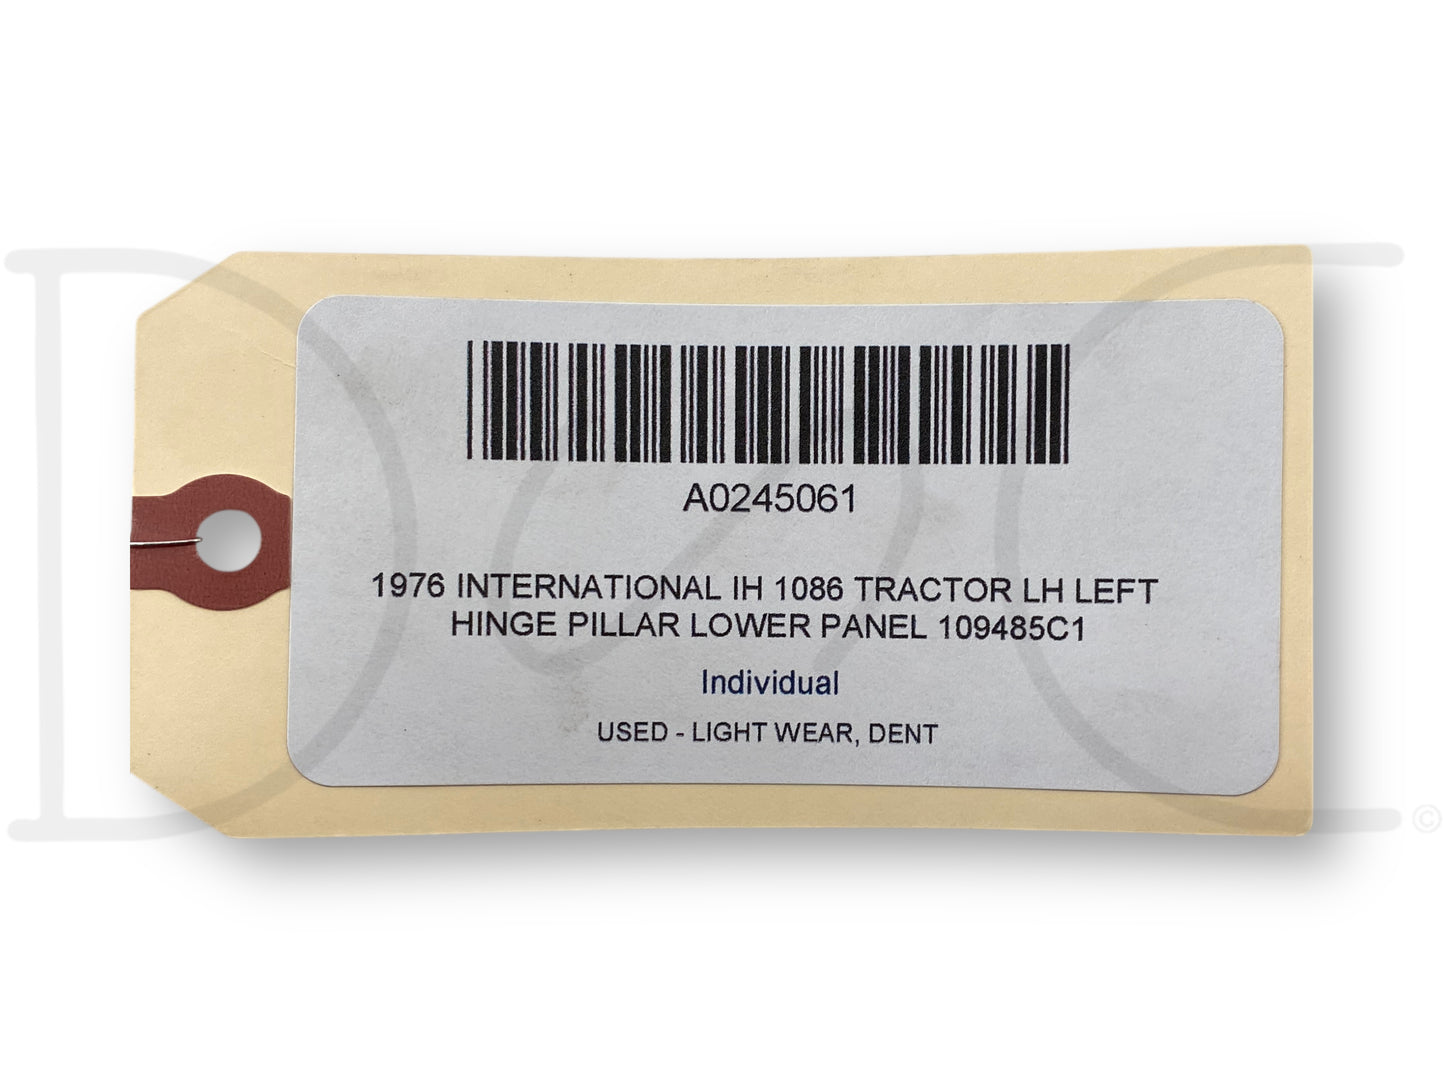 A0245061
1976 INTERNATIONAL IH 1086 TRACTOR LH LEFT
HINGE PILLAR LOWER PANEL 109485C1
Individual
USED - LIGHT WEAR, DENT
©